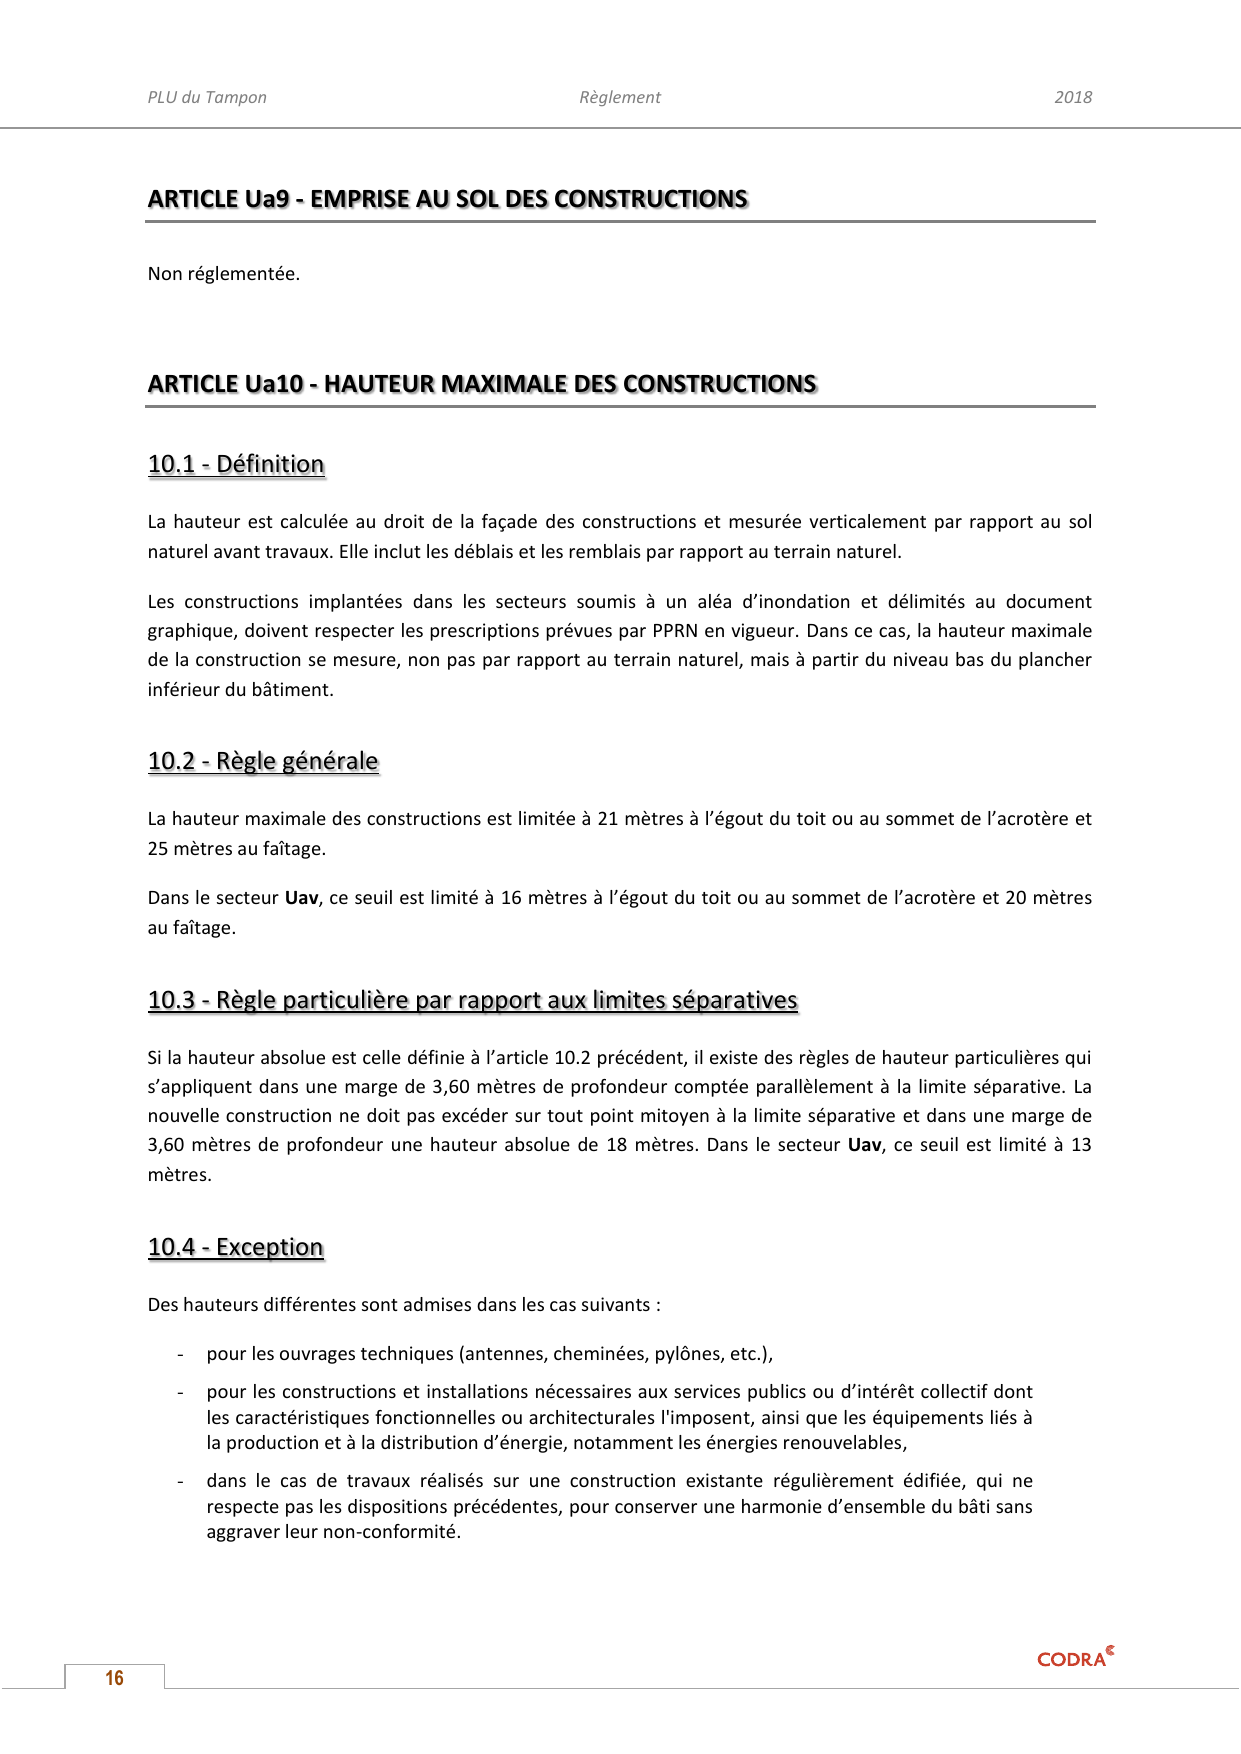 PLU du Tampon Règlement 2018
ARTICLE Ua9 - EMPRISE AU SOL DES CONSTRUCTIONS
Non réglementée.
ARTICLE Ua10 - HAUTEUR MAXIMALE DES CONSTRUCTIONS
10.1 - Définition
La hauteur est calculée au droit de la façade des constructions et mesurée verticalement par rapport au sol
naturel avant travaux. Elle inclut les déblais et les remblais par rapport au terrain naturel.
Les constructions implantées dans les secteurs soumis à un aléa d’inondation et délimités au document
graphique, doivent respecter les prescriptions prévues par PPRN en vigueur. Dans ce cas, la hauteur maximale
de la construction se mesure, non pas par rapport au terrain naturel, mais à partir du niveau bas du plancher
inférieur du bâtiment.
10.2 - Règle générale
La hauteur maximale des constructions est limitée à 21 mètres à l’égout du toit ou au sommet de l’acrotère et
25 mètres au faîtage.
Dans le secteur Uav, ce seuil est limité à 16 mètres à l’égout du toit ou au sommet de l’acrotère et 20 mètres
au faîtage.
10.3 - Règle particulière par rapport aux limites séparatives
Si la hauteur absolue est celle définie à l’article 10.2 précédent, il existe des règles de hauteur particulières qui
s’appliquent dans une marge de 3,60 mètres de profondeur comptée parallèlement à la limite séparative. La
nouvelle construction ne doit pas excéder sur tout point mitoyen à la limite séparative et dans une marge de
3,60 mètres de profondeur une hauteur absolue de 18 mètres. Dans le secteur Uav, ce seuil est limité à 13
mètres.
10.4 - Exception
Des hauteurs différentes sont admises dans les cas suivants :
- pour les ouvrages techniques (antennes, cheminées, pylônes, etc.),
- pour les constructions et installations nécessaires aux services publics ou d’intérêt collectif dont
les caractéristiques fonctionnelles ou architecturales l'imposent, ainsi que les équipements liés à
la production et à la distribution d’énergie, notamment les énergies renouvelables,
- dans le cas de travaux réalisés sur une construction existante régulièrement édifiée, qui ne
respecte pas les dispositions précédentes, pour conserver une harmonie d’ensemble du bâti sans
aggraver leur non-conformité.
CODRA
16